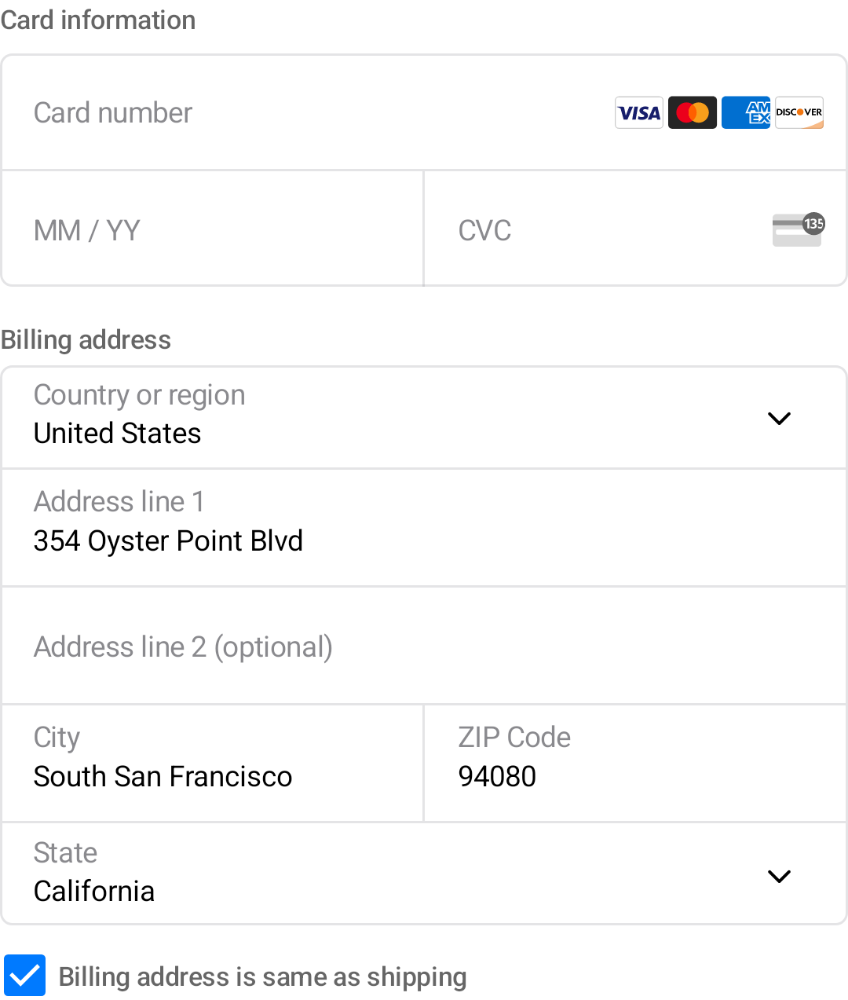 Card information
Card number VISA AM EX DISCOVER
MM / YY CVC 135
Billing address
Country or region
United States
Address line 1
354 Oyster Point Blvd
Address line 2 (optional)
City ZIP Code
South San Francisco 94080
State
California
Billing address is same as shipping